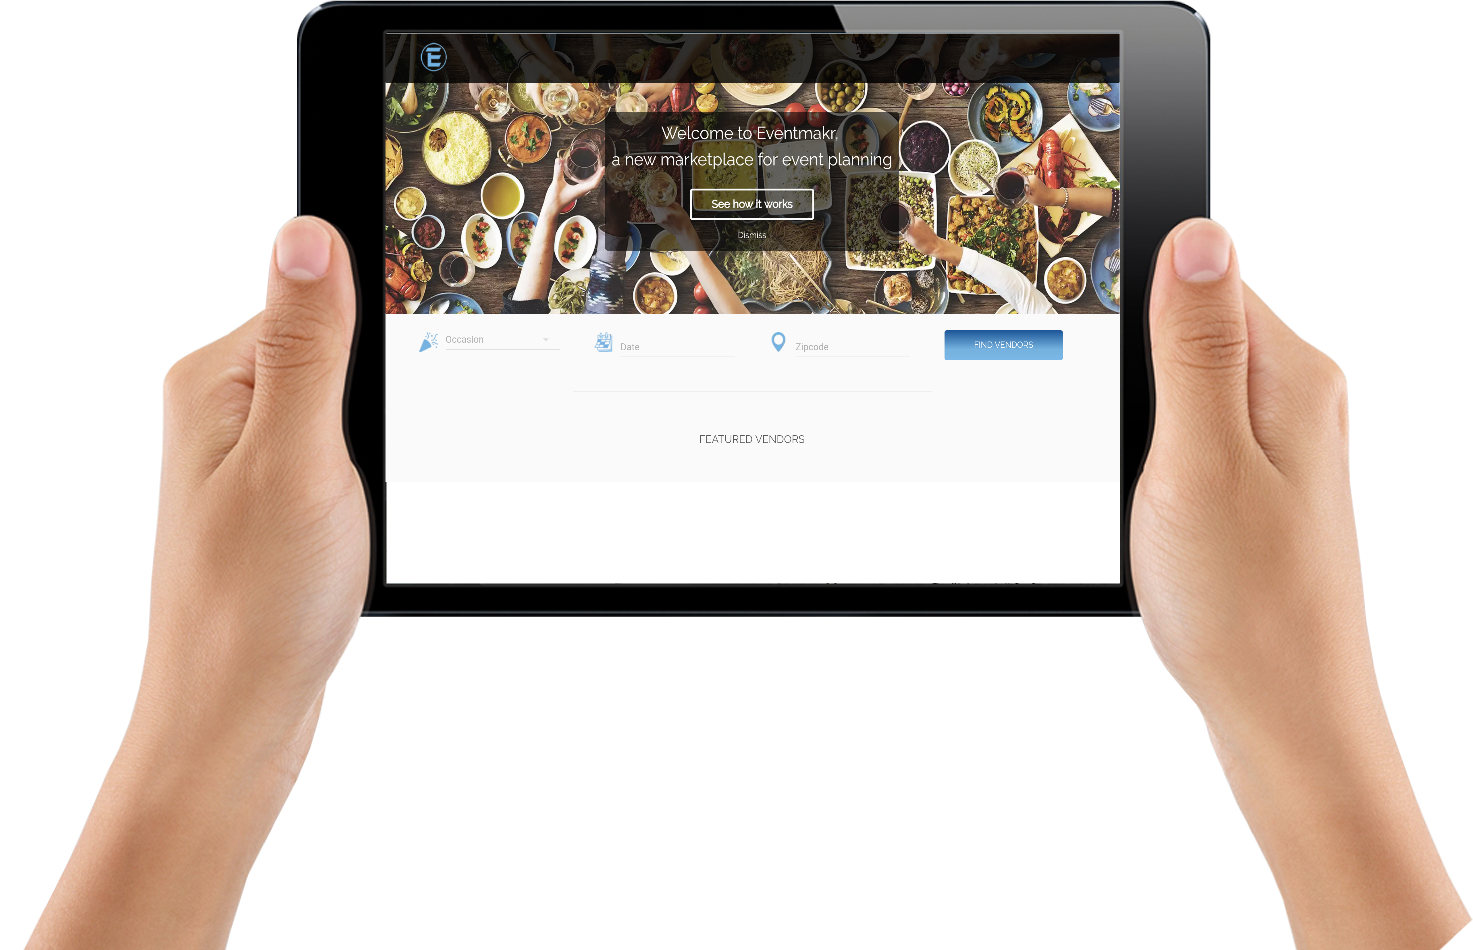 E
Welcome to Eventmakr,
a new marketplace for event planning
See how it works
Dismiss
Occasion
Date
Zipcode
FIND VENDORS
FEATURED VENDORS